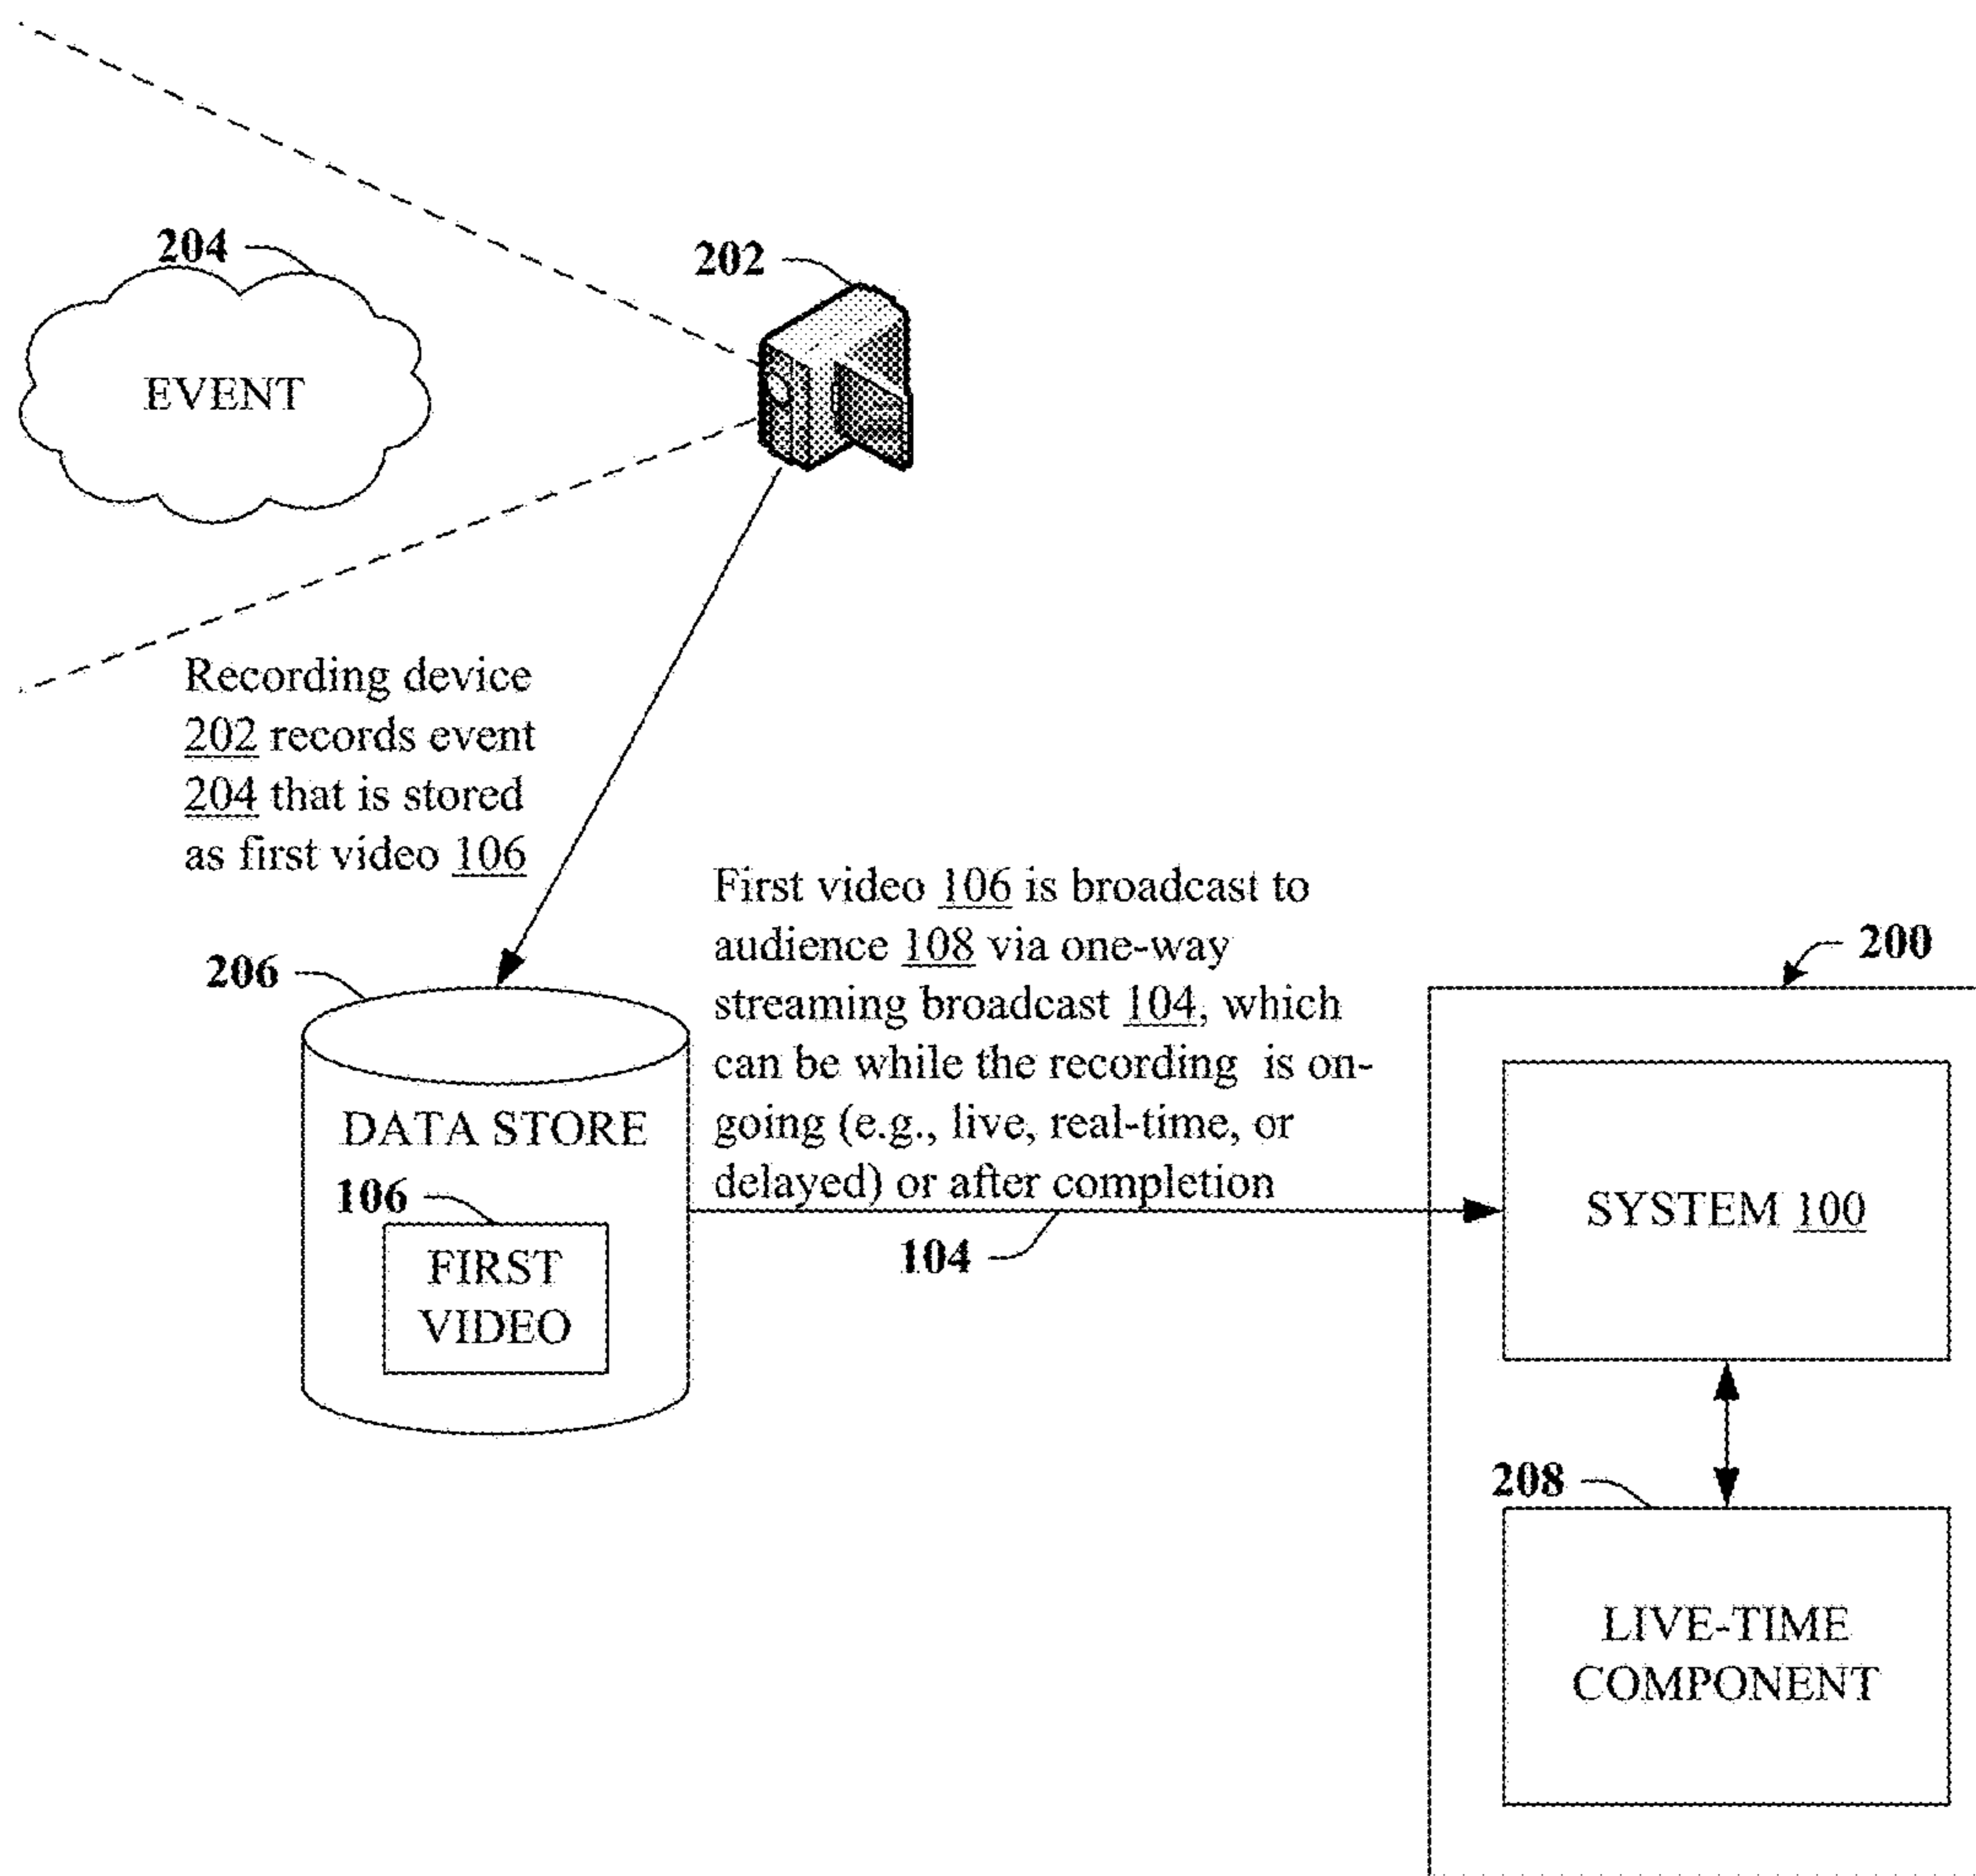 204
202
EVENT
Recording device
202 records event
204 that is stored
as first video 106
First video 106 is broadcast to
audience 108 via one-way
streaming broadcast 104, which
can be while the recording is on-
going (e.g., live, real-time, or
delayed) or after completion
206
200
DATA STORE
106
FIRST
VIDEO
104
SYSTEM 100
208
LIVE-TIME
COMPONENT